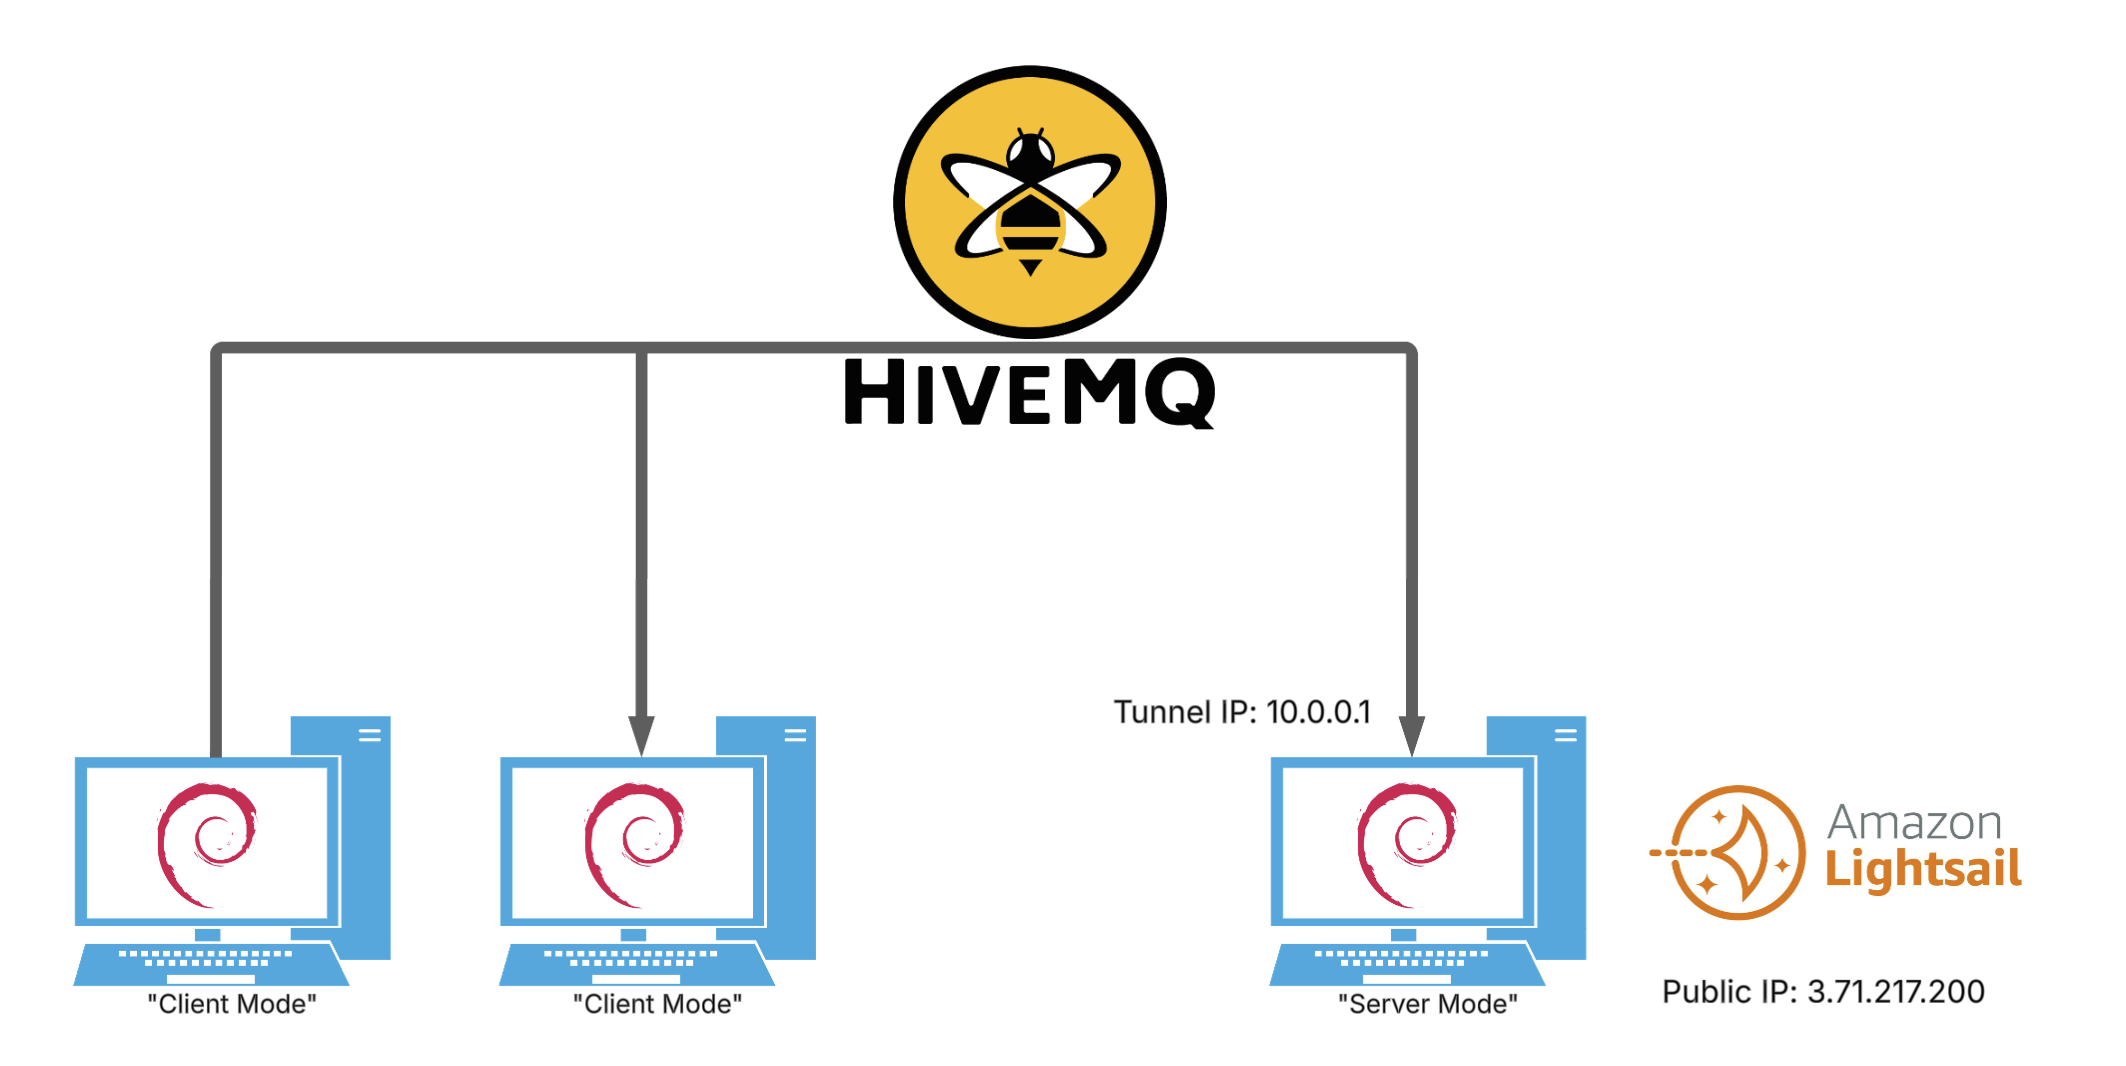 HIVEMQ
Tunnel IP: 10.0.0.1
Amazon
Lightsail
"Client Mode"
"Client Mode"
"Server Mode"
Public IP: 3.71.217.200